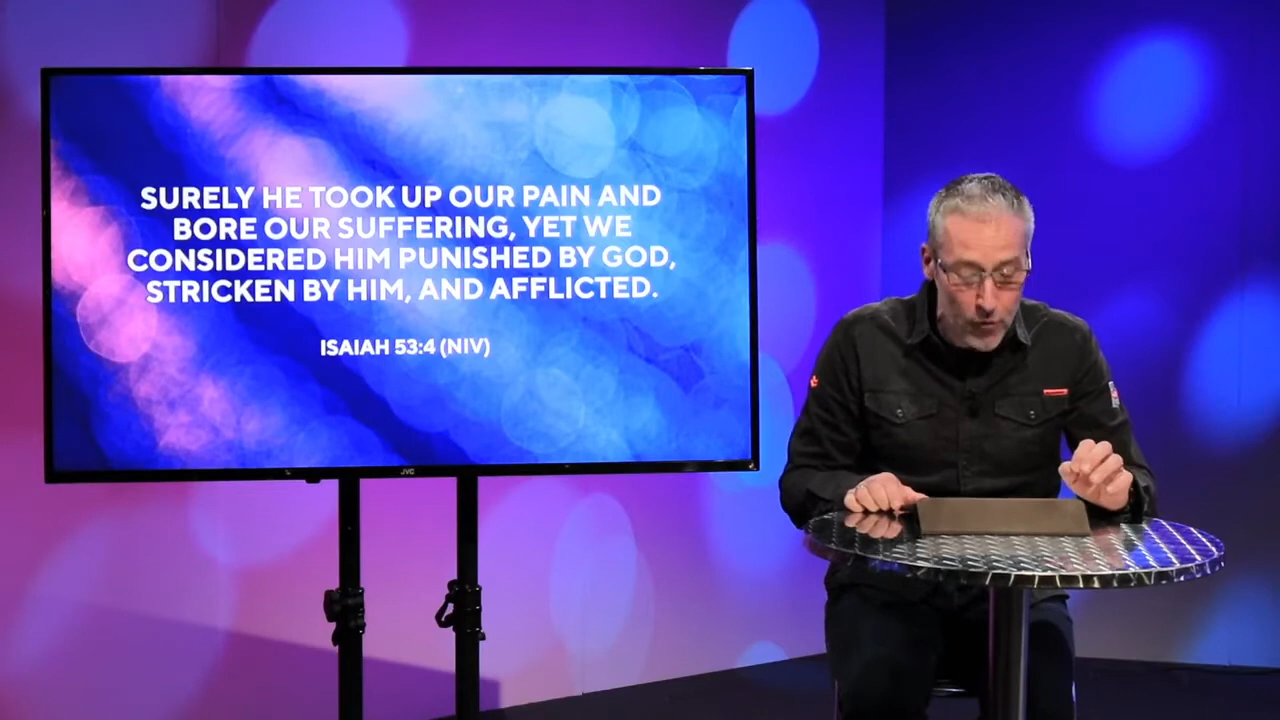 SURELY HE TOOK UP OUR PAIN AND
BORE OUR SUFFERING, YET WE
CONSIDERED HIM PUNISHED BY GOD,
STRICKEN BY HIM, AND AFFLICTED.
ISAIAH 53:4 (NIV)
JVC